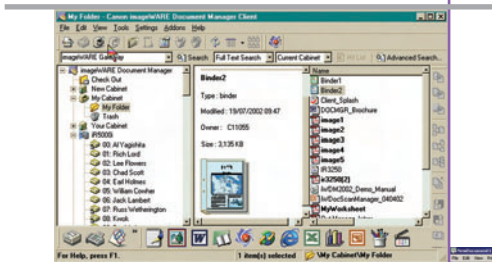 My Folder - Canon imageWARE Document Manager Client
File Edit View Tools Settings Addons Help
imageWARE Gateway Search Full Text Search Current Cabinet Advanced Search...
imageWARE Document Manager
Check Out
New Cabinet
My Cabinet
My Folder
Trash
Your Cabinet
iR5000i
00: Al Yagishita
01: Rich Lord
02: Lee Flowers
03: Chad Scott
04: Earl Holmes
05: William Cowher
06: Jack Lambert
07: Russ Wetherington
08: Kwok
Binder2
Type : binder
Modified : 19/07/2002 09:47
Owner : C11055
Size : 3,135 KB
Name
Binder1
Binder2
Client_Splash
DOCMGR_Brochure
image1
image2
image3
image4
image5
IR3250
ir3250(2)
IwDM2002_Demo_Manual
IwDocScanManager_040402
MyWorksheet
For Help, press F1. 1 item(s) selected \My Cabinet\My Folder